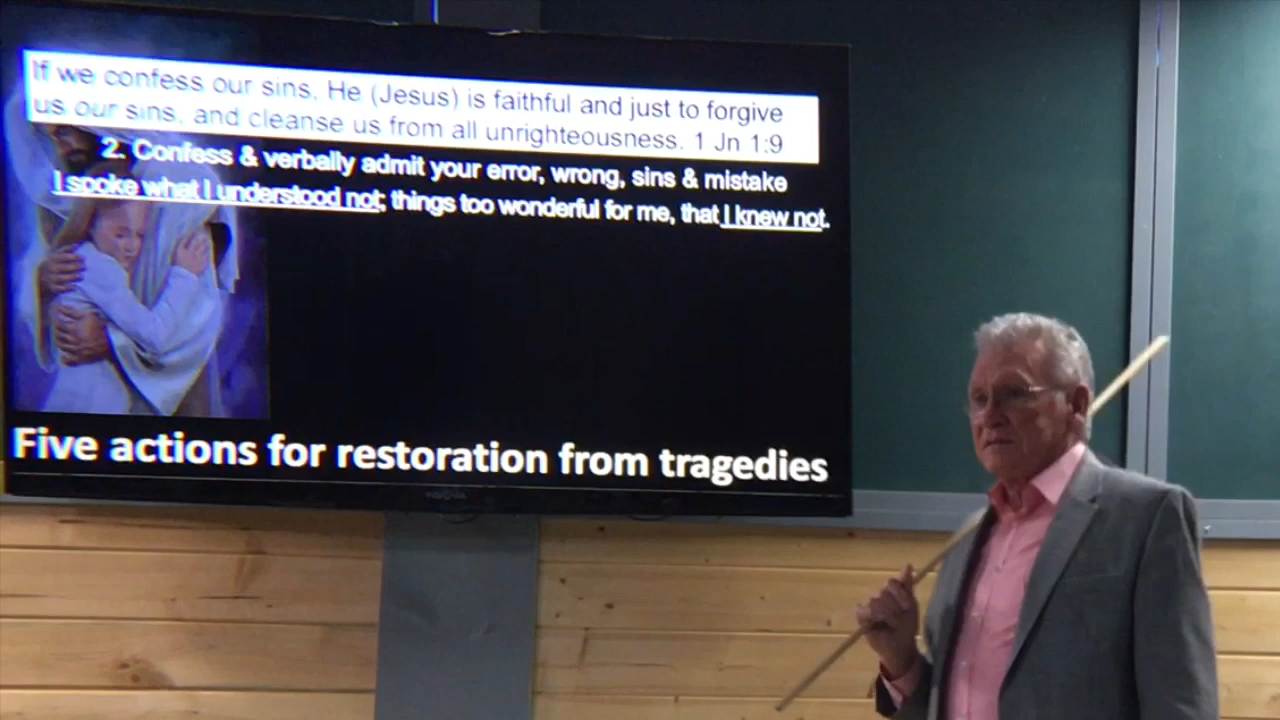 If we confess our sins. He (Jesus) is faithful and just to forgive
us our sins, and cleanse us from all unrighteousness. 1 Jn 1:9
2. Confess & verbally admit your error, wrong, sins & mistake
I spoke what I understood not; things too wonderful for me, that I knew not.
Five actions for restoration from tragedies